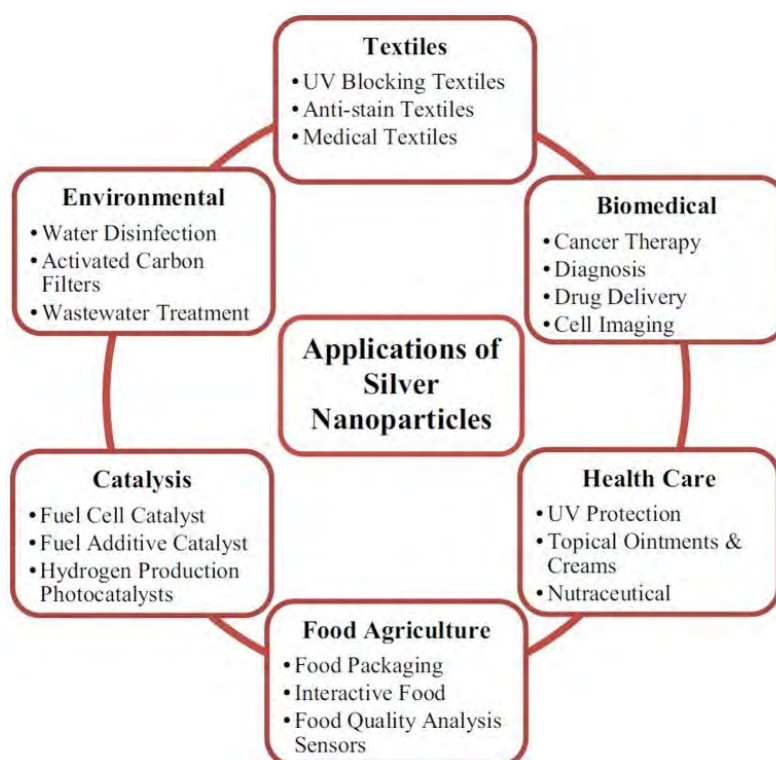 Textiles
• UV Blocking Textiles
• Anti-stain Textiles
• Medical Textiles
Environmental
• Water Disinfection
• Activated Carbon
Filters
• Wastewater Treatment
Biomedical
• Cancer Therapy
• Diagnosis
• Drug Delivery
• Cell Imaging
Applications of
Silver
Nanoparticles
Catalysis
• Fuel Cell Catalyst
• Fuel Additive Catalyst
• Hydrogen Production
Photocatalysts
Health Care
• UV Protection
• Topical Ointments &
Creams
• Nutraceutical
Food Agriculture
• Food Packaging
• Interactive Food
• Food Quality Analysis
Sensors